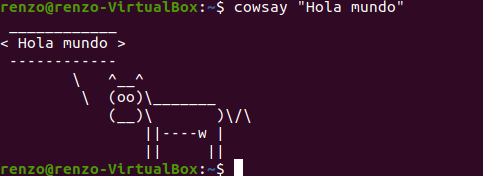 renzo@renzo-VirtualBox:~$ cowsay "Hola mundo"
 ____________
< Hola mundo >
 ------------
        \   ^__^
         \  (oo)\_______
            (__)\       )\/\
                ||----w |
                ||     ||
renzo@renzo-VirtualBox:~$